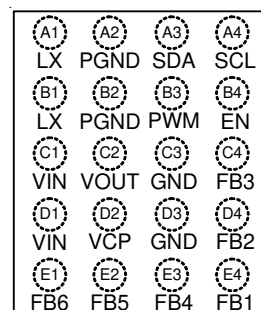 A1 A2 A3 A4
LX PGND SDA SCL
B1 B2 B3 B4
LX PGND PWM EN
C1 C2 C3 C4
VIN VOUT GND FB3
D1 D2 D3 D4
VIN VCP GND FB2
E1 E2 E3 E4
FB6 FB5 FB4 FB1